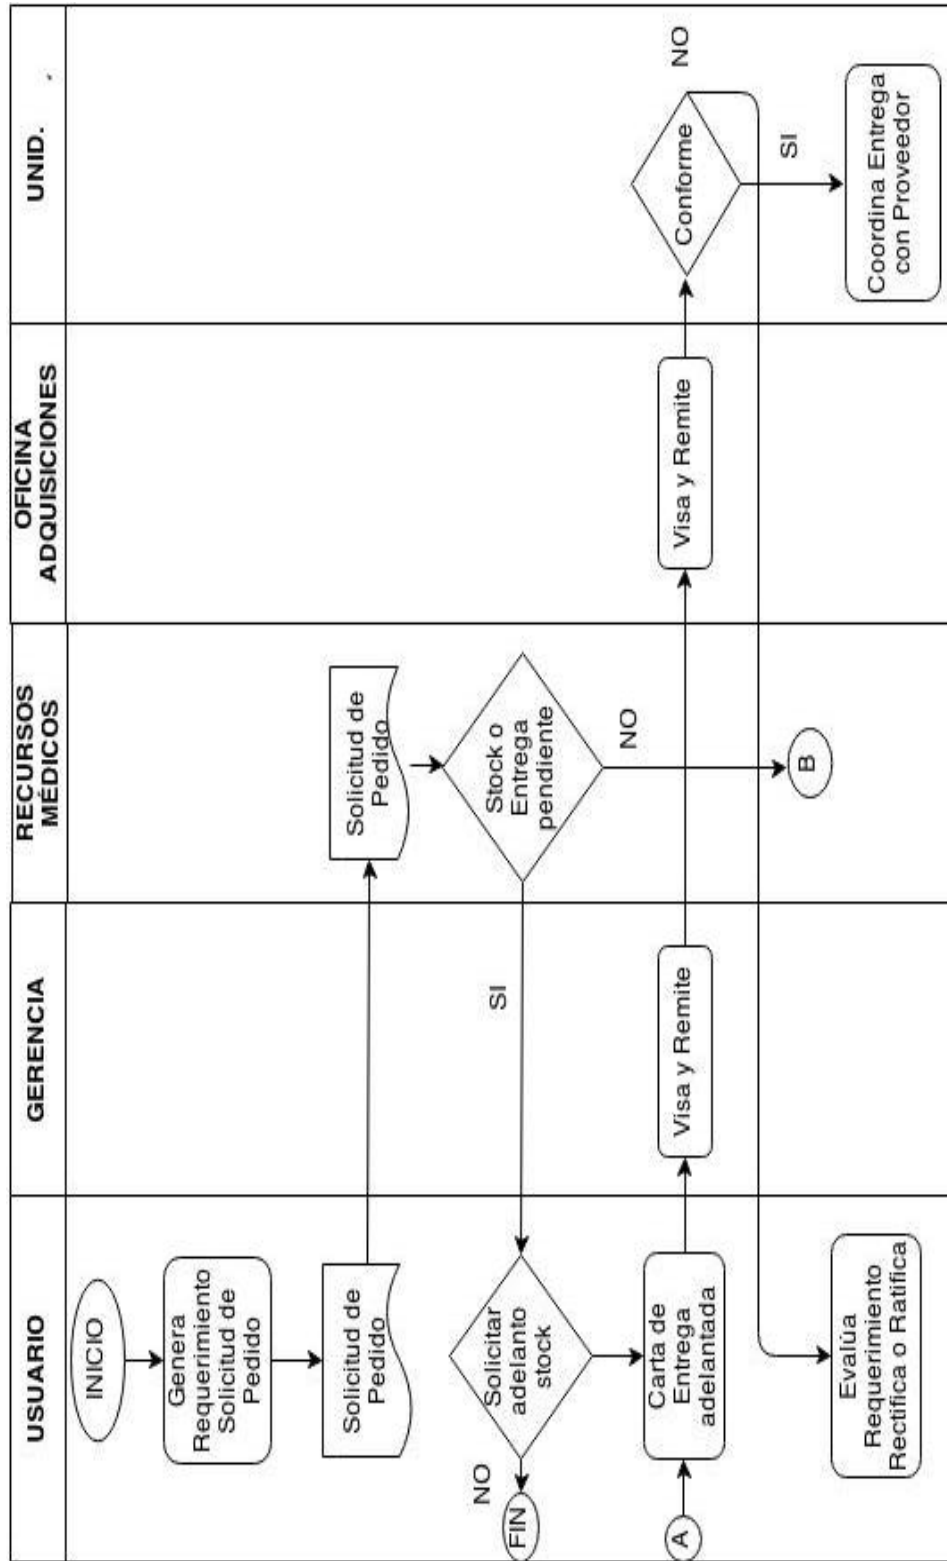 USUARIO
GERENCIA
RECURSOS
MÉDICOS
OFICINA
ADQUISICIONES
UNID.
INICIO
Genera
Requerimiento
Solicitud de
Pedido
Solicitud de
Pedido
Solicitud de
Pedido
Stock o
Entrega
pendiente
SI
NO
B
Solicitar
adelanto
stock
NO
FIN
A
Carta de
Entrega
adelantada
Visa y Remite
Visa y Remite
Conforme
NO
SI
Coordina Entrega
con Proveedor
Evalúa
Requerimiento
Rectifica o Ratifica